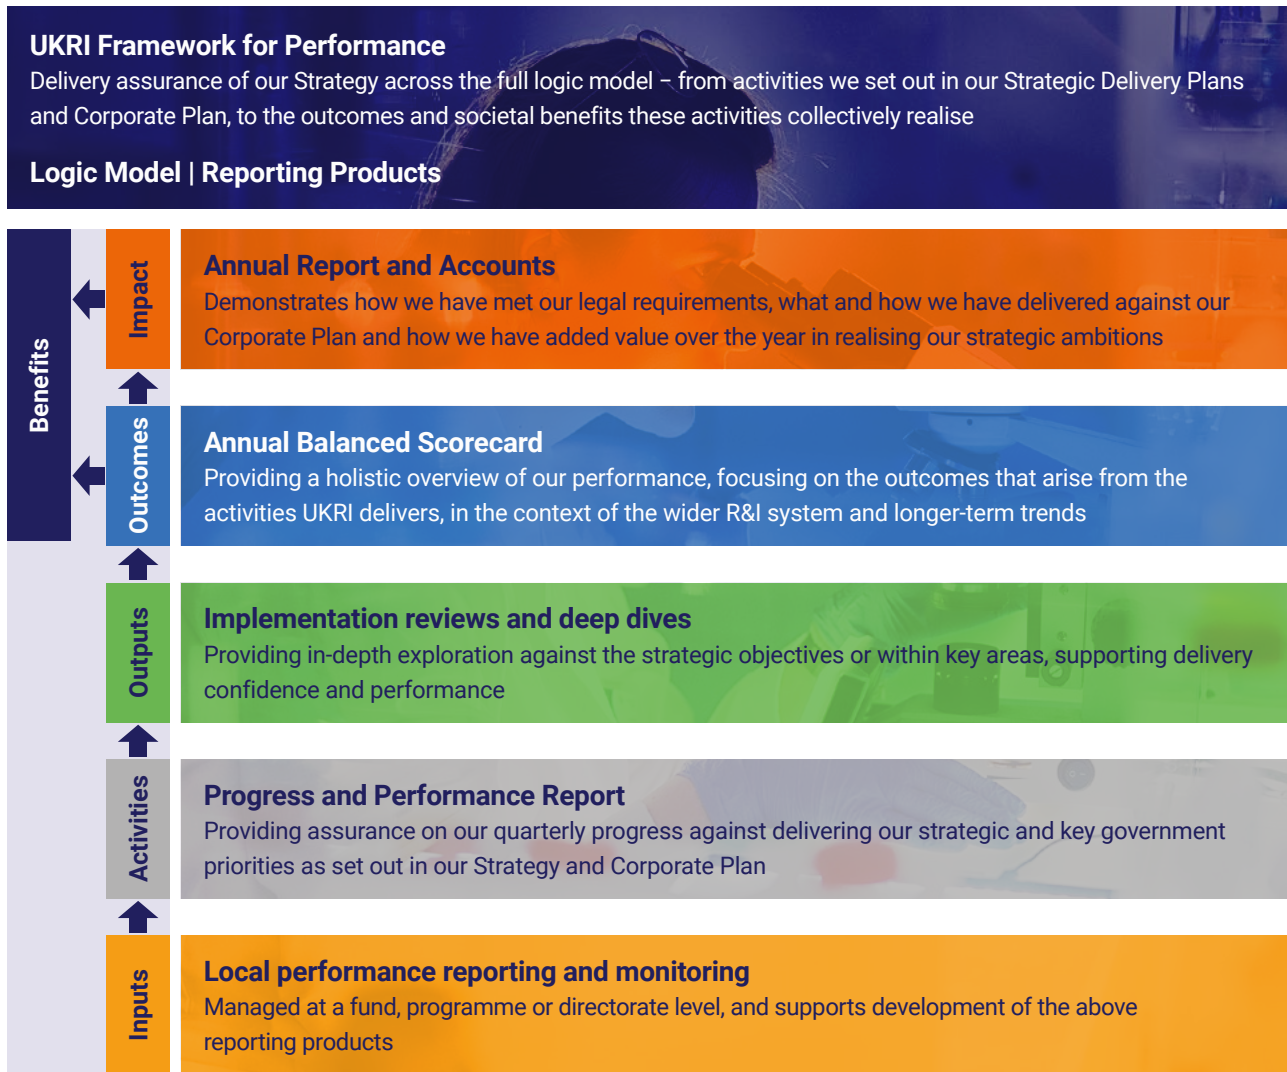 UKRI Framework for Performance
Delivery assurance of our Strategy across the full logic model – from activities we set out in our Strategic Delivery Plans
and Corporate Plan, to the outcomes and societal benefits these activities collectively realise
Logic Model | Reporting Products
Benefits
Impact
Annual Report and Accounts
Demonstrates how we have met our legal requirements, what and how we have delivered against our
Corporate Plan and how we have added value over the year in realising our strategic ambitions
Outcomes
Annual Balanced Scorecard
Providing a holistic overview of our performance, focusing on the outcomes that arise from the
activities UKRI delivers, in the context of the wider R&I system and longer-term trends
Outputs
Implementation reviews and deep dives
Providing in-depth exploration against the strategic objectives or within key areas, supporting delivery
confidence and performance
Activities
Progress and Performance Report
Providing assurance on our quarterly progress against delivering our strategic and key government
priorities as set out in our Strategy and Corporate Plan
Inputs
Local performance reporting and monitoring
Managed at a fund, programme or directorate level, and supports development of the above
reporting products